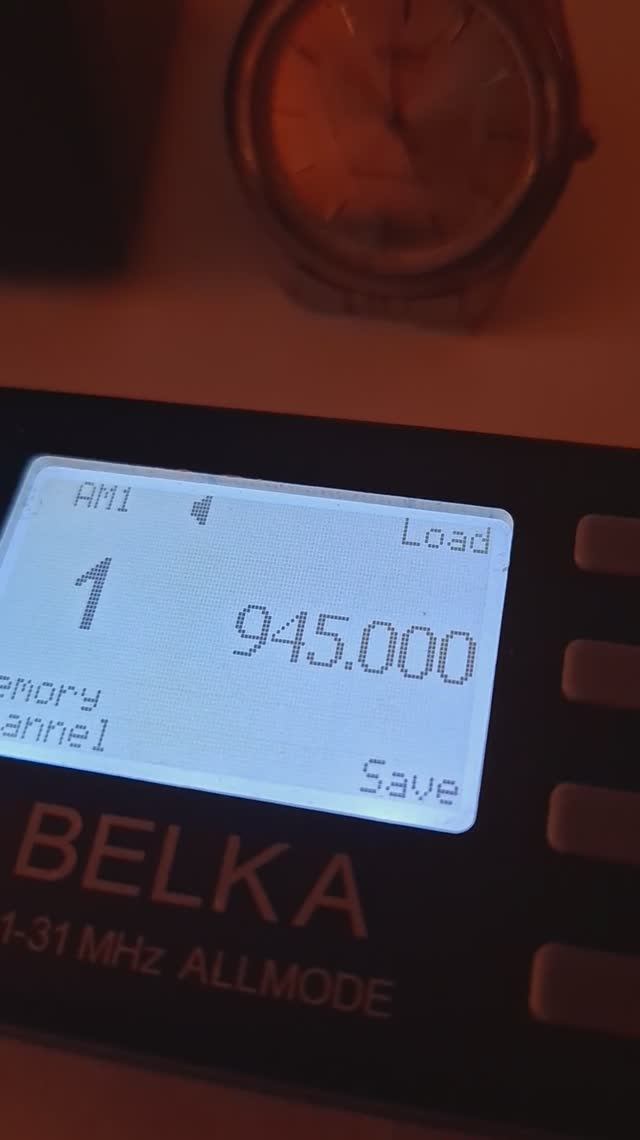 AM1 Load
1 945.000
emory
annel
Save
BELKA
1-31 MHz ALLMODE